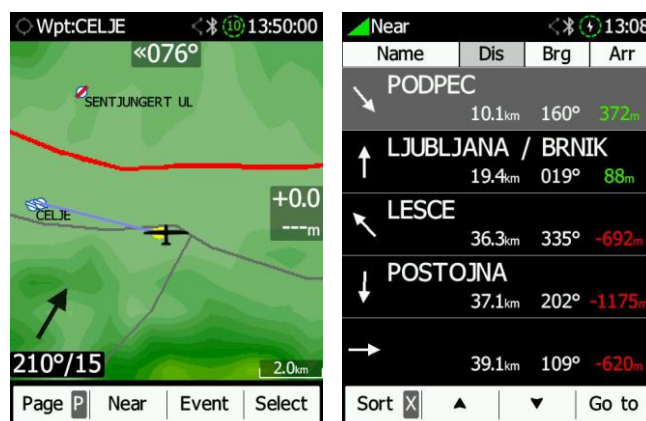 Wpt:CELJE 10 13:50:00
«076°
SENTJUNGERT UL
+0.0
CELJE
---m
210°/15
2.0km
Page P Near Event Select
Near 13:08
Name Dis Brg Arr
PODPEC
10.1km 160° 372m
LJUBLJANA / BRNIK
19.4km 019° 88m
LESCE
36.3km 335° -692m
POSTOJNA
37.1km 202° -1175m
39.1km 109° -620m
Sort X Go to